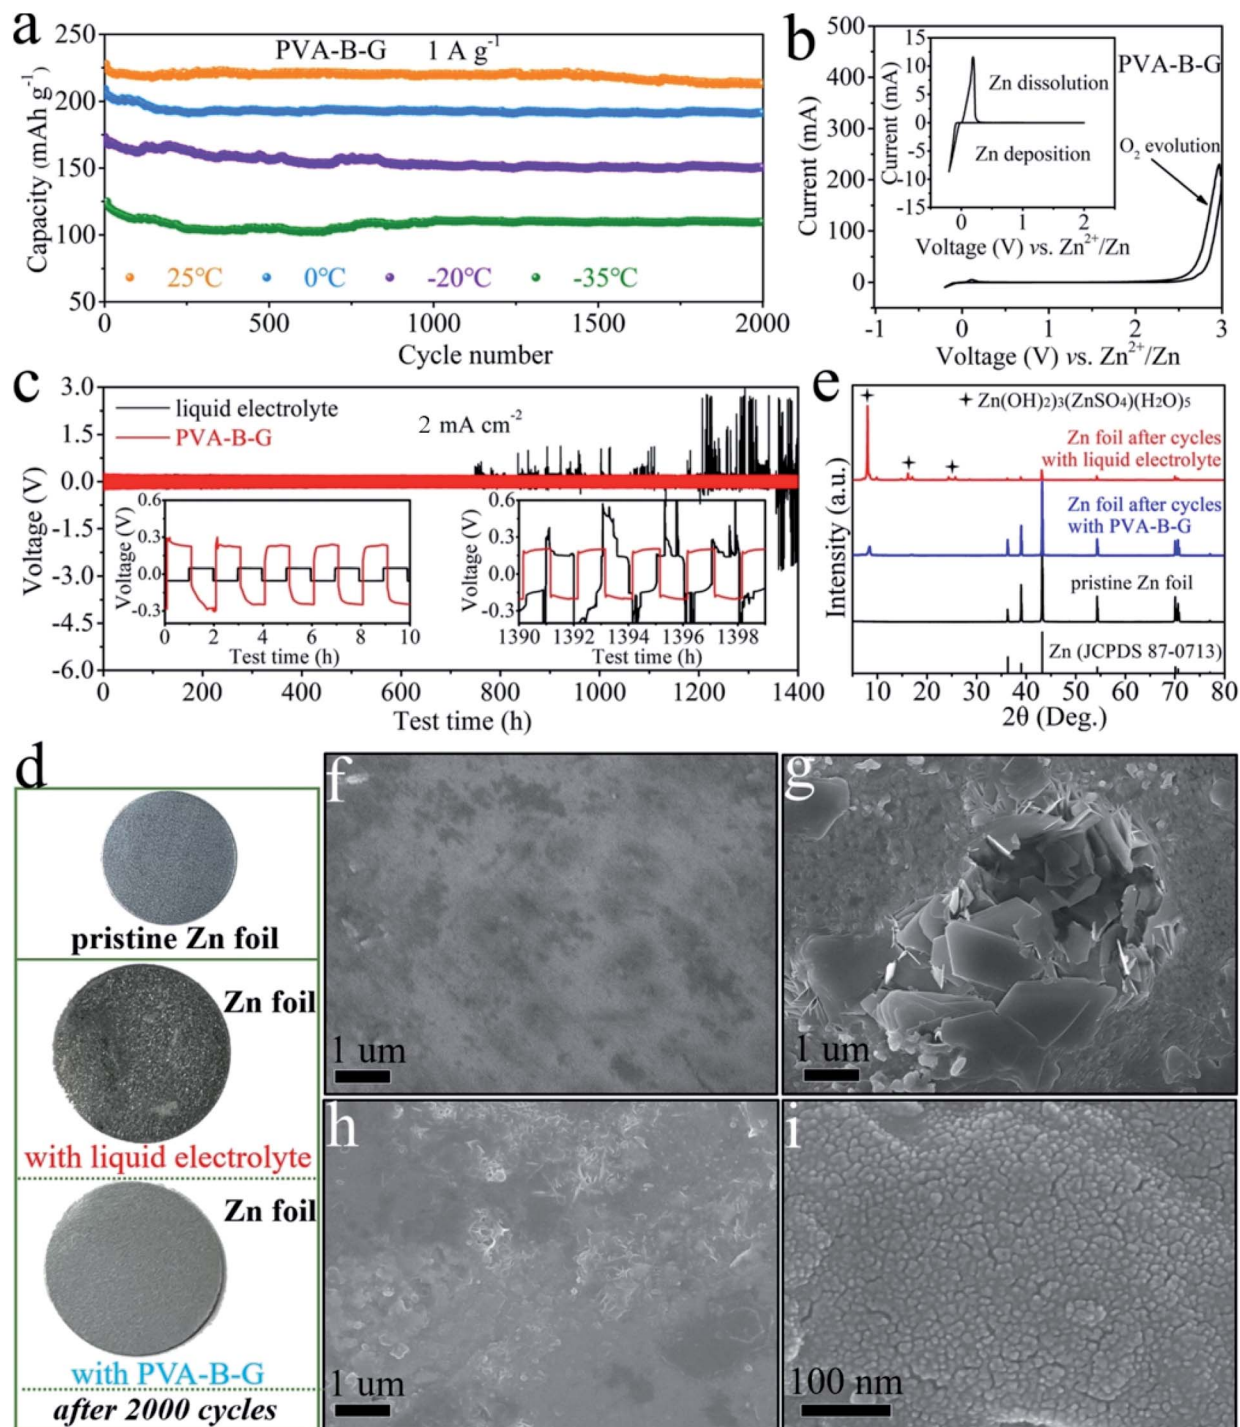 a
PVA-B-G 1 A g-1
250
200
150
100
50
Capacity (mAh g-1)
25℃ 0℃ -20℃ -35℃
0 500 1000 1500 2000
Cycle number
b
PVA-B-G
500
400
300
200
100
0
Current (mA)
15
10
5
0
-5
-10
-15
Current (mA)
Zn dissolution
Zn deposition
0 1 2
Voltage (V) vs. Zn2+/Zn
O2 evolution
-1 0 1 2 3
Voltage (V) vs. Zn2+/Zn
c
3.0
1.5
0.0
-1.5
-3.0
-4.5
-6.0
Voltage (V)
liquid electrolyte
PVA-B-G
2 mA cm-2
0.6
0.3
0.0
-0.3
Voltage (V)
0 2 4 6 8 10
Test time (h)
0.6
0.3
0.0
-0.3
Voltage (V)
1390 1392 1394 1396 1398
Test time (h)
0 200 400 600 800 1000 1200 1400
Test time (h)
e
Zn(OH)2)3(ZnSO4)(H2O)5
Zn foil after cycles
with liquid electrolyte
Zn foil after cycles
with PVA-B-G
pristine Zn foil
Zn (JCPDS 87-0713)
Intensity (a.u.)
10 20 30 40 50 60 70 80
2θ (Deg.)
d
pristine Zn foil
Zn foil
with liquid electrolyte
Zn foil
with PVA-B-G
after 2000 cycles
f
1 um
g
1 um
h
1 um
i
100 nm